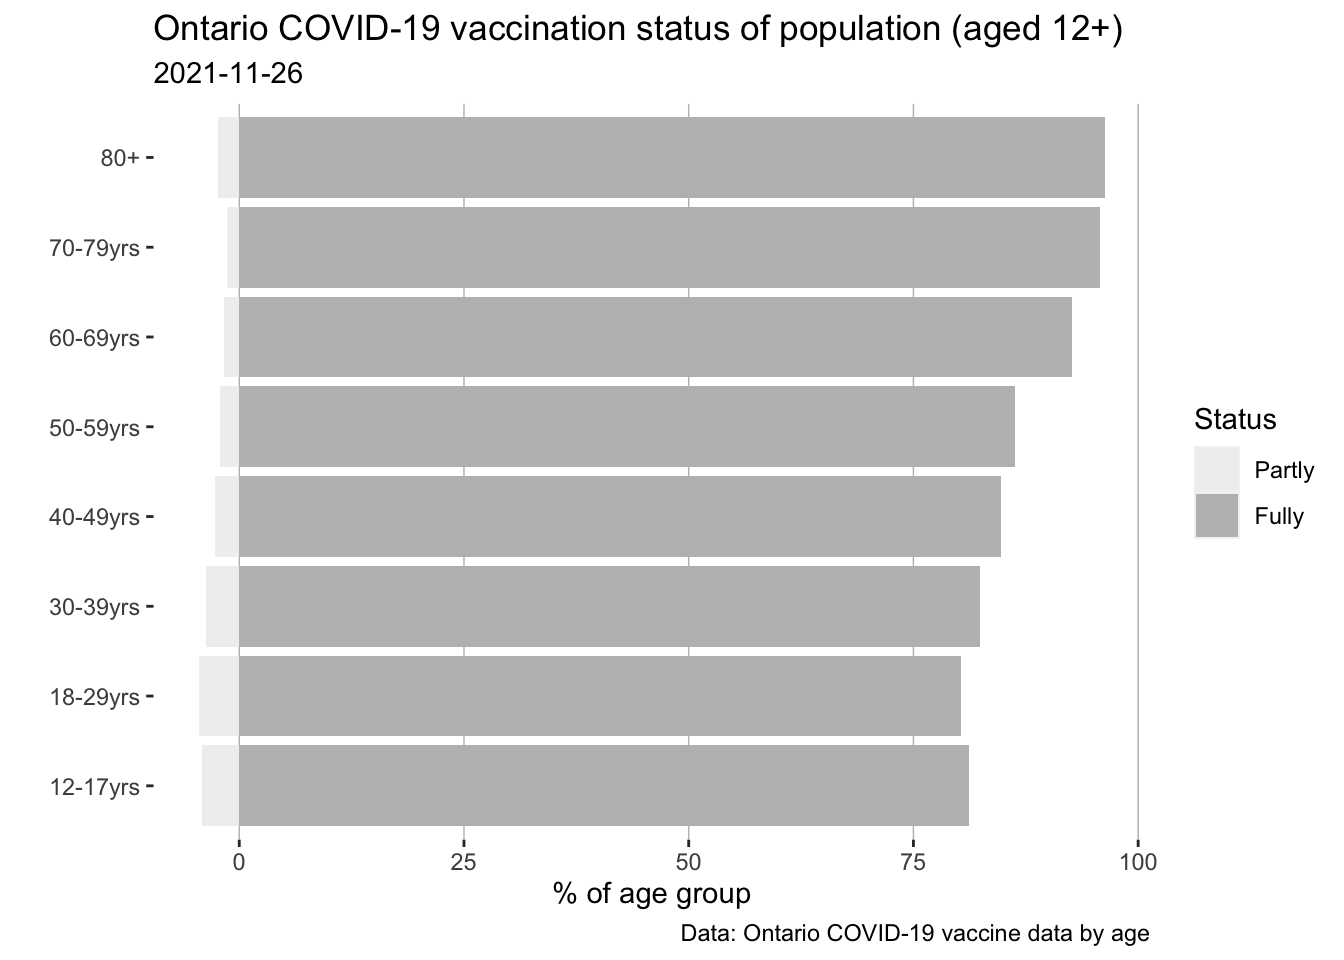 Ontario COVID-19 vaccination status of population (aged 12+)
2021-11-26
80+
70-79yrs
60-69yrs
50-59yrs
40-49yrs
30-39yrs
18-29yrs
12-17yrs
0 25 50 75 100
% of age group
Status
Partly
Fully
Data: Ontario COVID-19 vaccine data by age